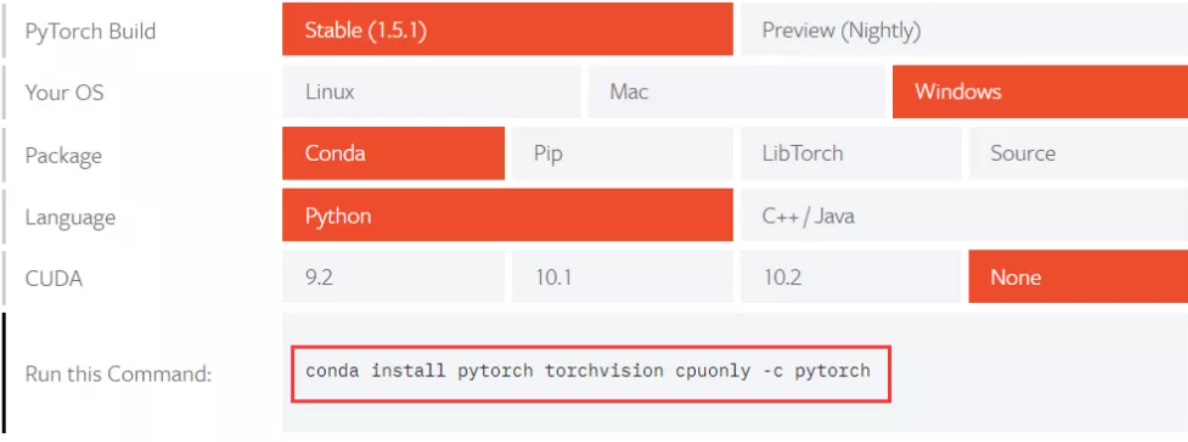 PyTorch Build Stable (1.5.1) Preview (Nightly)
Your OS Linux Mac Windows
Package Conda Pip LibTorch Source
Language Python C++ / Java
CUDA 9.2 10.1 10.2 None
Run this Command: conda install pytorch torchvision cpuonly -c pytorch